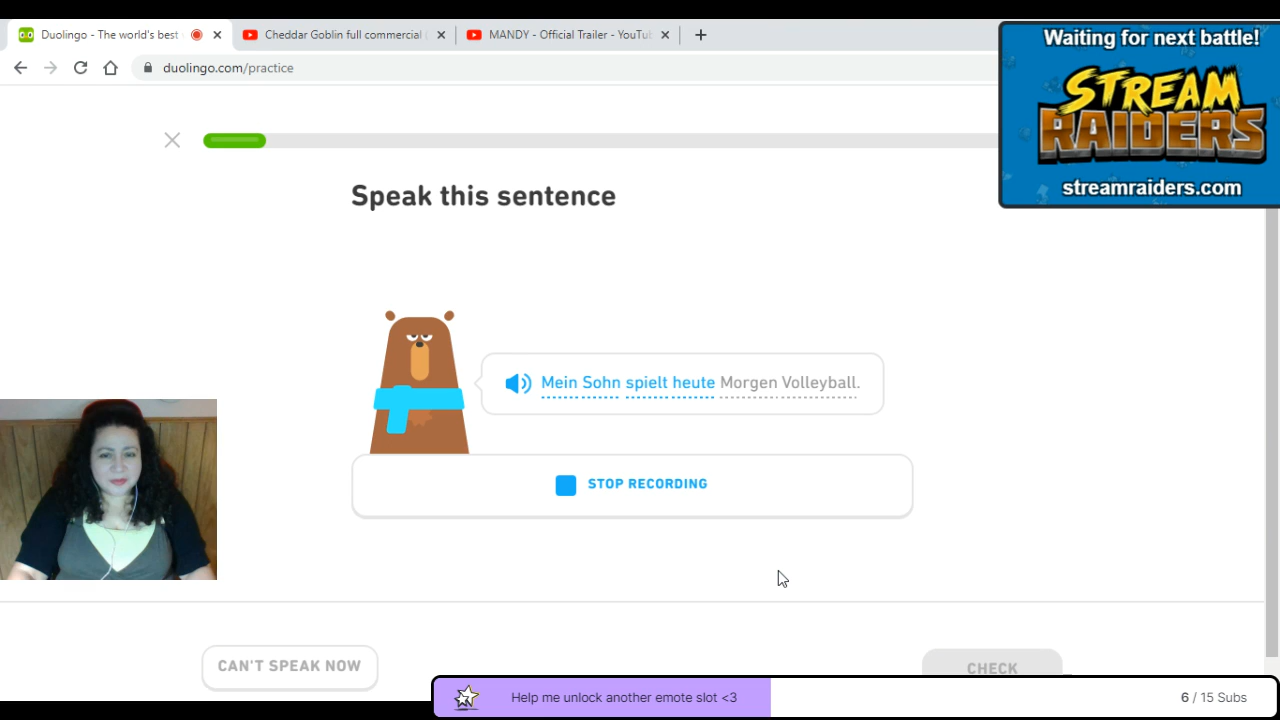 Duolingo - The world's best
Cheddar Goblin full commercial
MANDY - Official Trailer - YouTu
duolingo.com/practice
Waiting for next battle!
STREAM
RAIDERS
streamraiders.com
Speak this sentence
Mein Sohn spielt heute Morgen Volleyball.
STOP RECORDING
CAN'T SPEAK NOW
CHECK
Help me unlock another emote slot <3
6 / 15 Subs